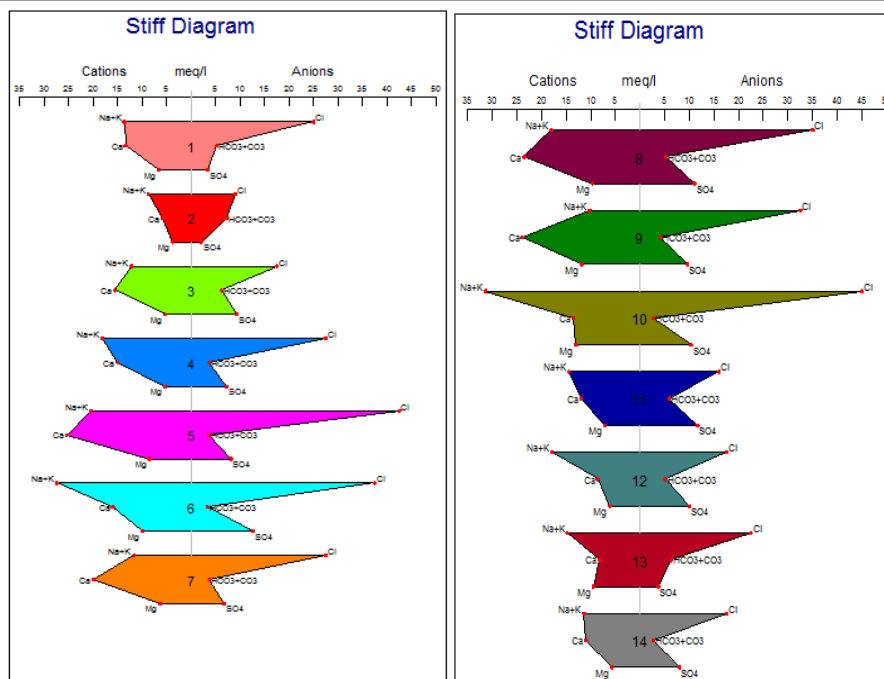 Stiff Diagram
Cations meq/l Anions
35 30 25 20 15 10 5 5 10 15 20 25 30 35 40 45 50
Na+K Cl
Ca 1 HCO3+CO3
Mg SO4
Na+K Cl
Ca 2 HCO3+CO3
Mg SO4
Na+K Cl
Ca 3 HCO3+CO3
Mg SO4
Na+K Cl
Ca 4 HCO3+CO3
Mg SO4
Na+K Cl
Ca 5 HCO3+CO3
Mg SO4
Na+K Cl
Ca 6 HCO3+CO3
Mg SO4
Na+K Cl
Ca 7 HCO3+CO3
Mg SO4
Stiff Diagram
Cations meq/l Anions
35 30 25 20 15 10 5 5 10 15 20 25 30 35 40 45
Na+K Cl
Ca 8 HCO3+CO3
Mg SO4
Na+K Cl
Ca 9 HCO3+CO3
Mg SO4
Na+K Cl
Ca 10 HCO3+CO3
Mg SO4
Na+K Cl
Ca 11 HCO3+CO3
Mg SO4
Na+K Cl
Ca 12 HCO3+CO3
Mg SO4
Na+K Cl
Ca 13 HCO3+CO3
Mg SO4
Na+K Cl
Ca 14 HCO3+CO3
Mg SO4